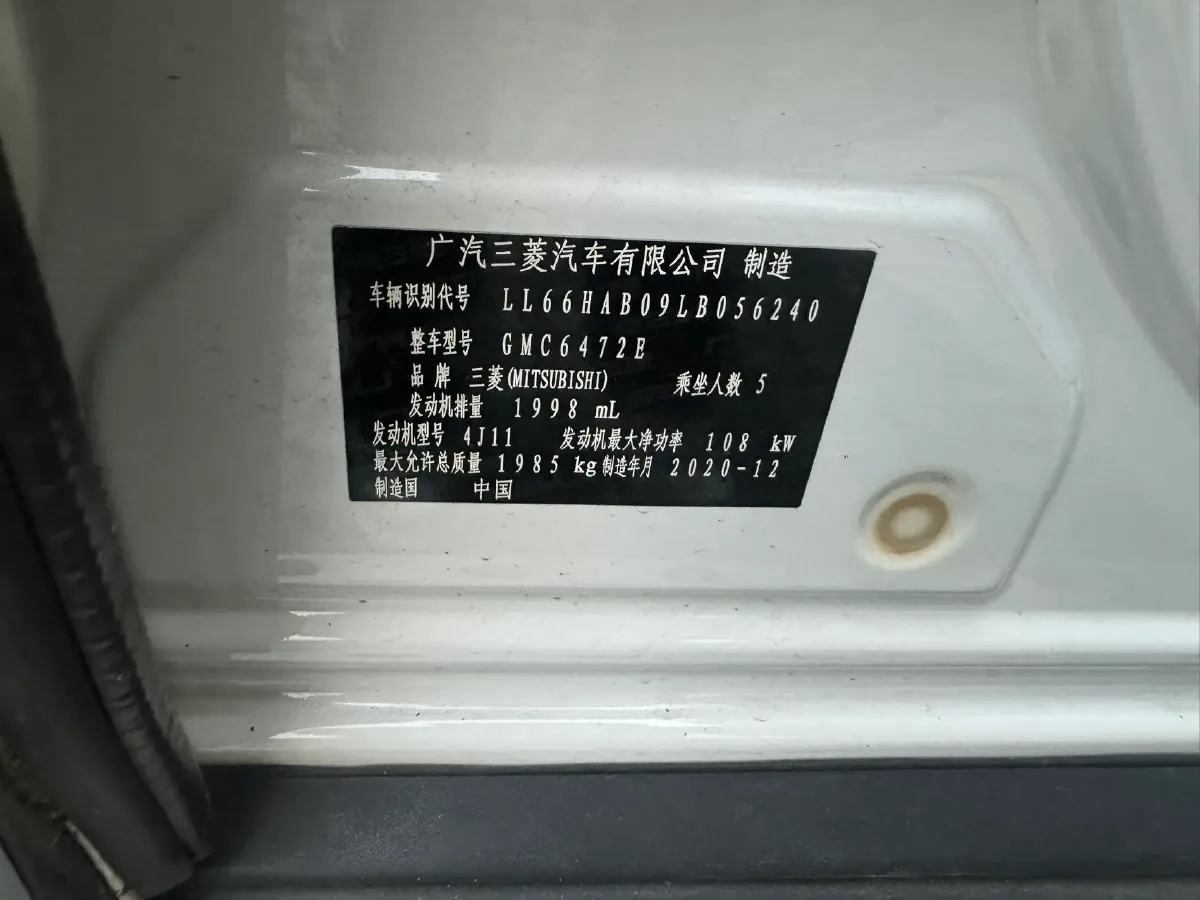 广汽三菱汽车有限公司 制造
车辆识别代号 LL66HAB09LB056240
整车型号 GMC6472E
品牌 三菱(MITSUBISHI) 乘坐人数 5
发动机排量 1998 mL
发动机型号 4J11 发动机最大净功率 108 kW
最大允许总质量 1985 kg 制造年月 2020-12
制造国 中国